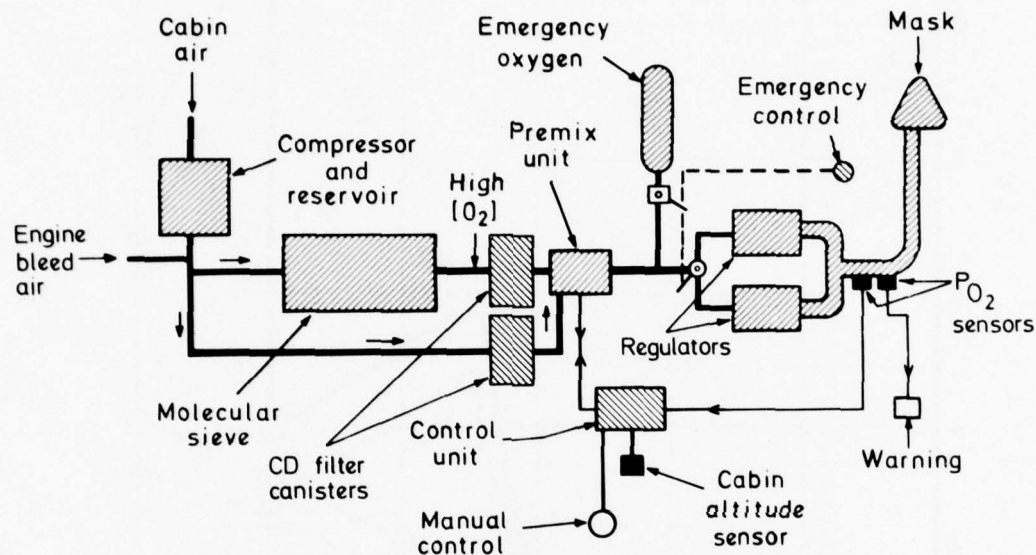 Cabin
air
Compressor
and
reservoir
Engine
bleed
air
Molecular
sieve
High
[O₂]
CD filter
canisters
Premix
unit
Emergency
oxygen
Emergency
control
Mask
Regulators
PO₂
sensors
Warning
Control
unit
Manual
control
Cabin
altitude
sensor